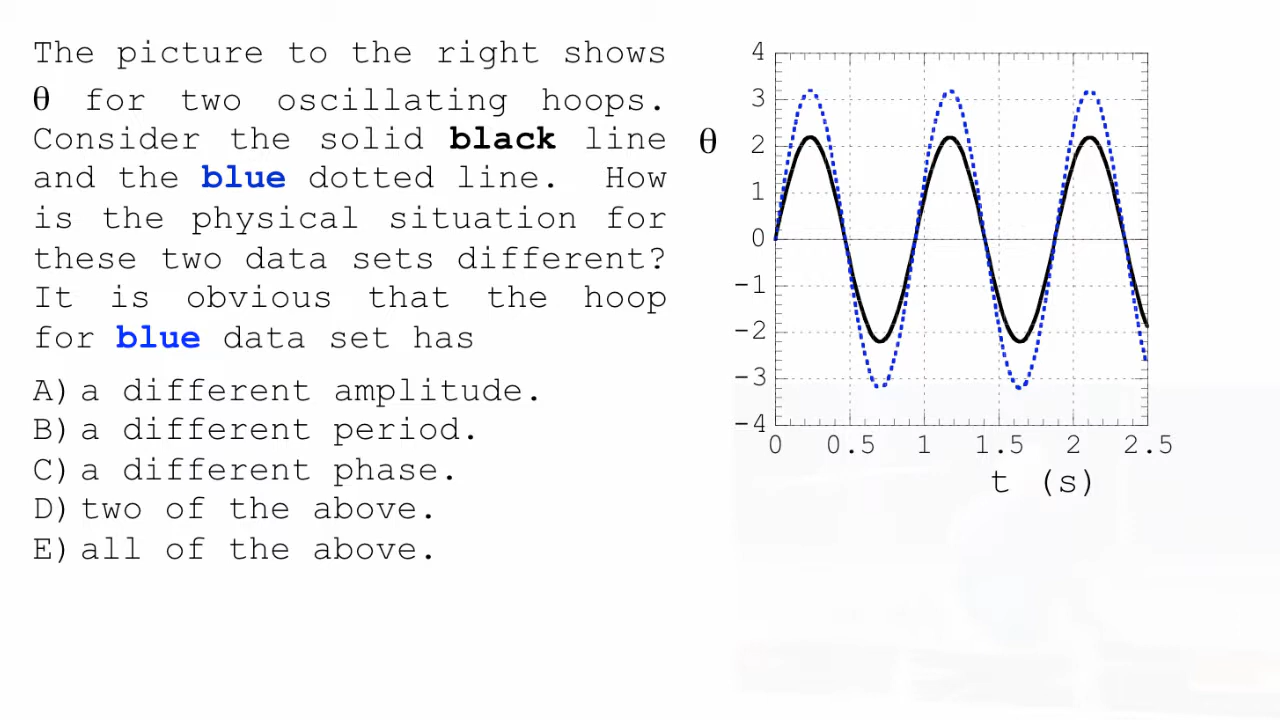 The picture to the right shows
θ for two oscillating hoops.
Consider the solid black line
and the blue dotted line. How
is the physical situation for
these two data sets different?
It is obvious that the hoop
for blue data set has
A) a different amplitude.
B) a different period.
C) a different phase.
D) two of the above.
E) all of the above.
θ
4
3
2
1
0
-1
-2
-3
-4
0 0.5 1 1.5 2 2.5
t (s)